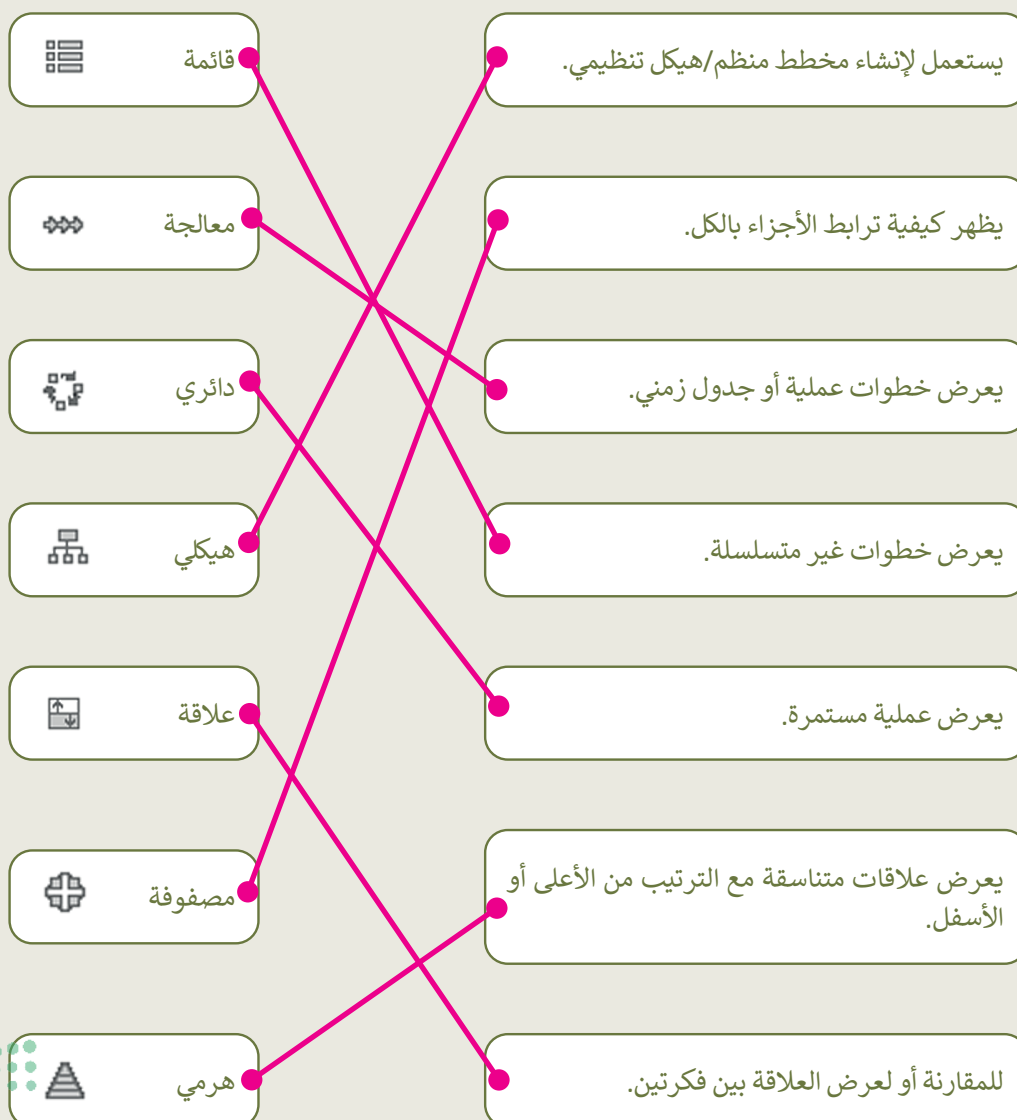 يستعمل لإنشاء مخطط منظم/هيكل تنظيمي.
قائمة
يظهر كيفية ترابط الأجزاء بالكل.
معالجة
يعرض خطوات عملية أو جدول زمني.
دائري
يعرض خطوات غير متسلسلة.
هيكلي
يعرض عملية مستمرة.
علاقة
يعرض علاقات متناسقة مع الترتيب من الأعلى أو
الأسفل.
مصفوفة
للمقارنة أو لعرض العلاقة بين فكرتين.
هرمي